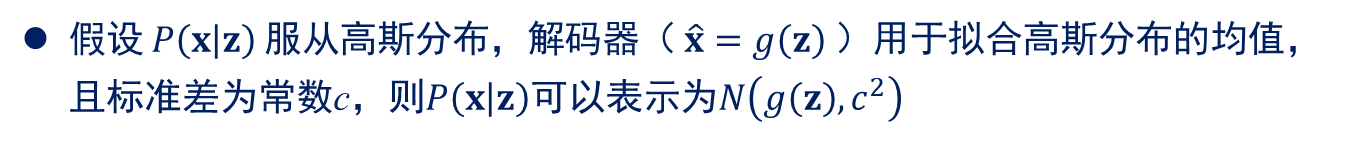 ● 假设 P(𝐱|𝐳) 服从高斯分布，解码器（ 𝐱̂ = g(𝐳) ）用于拟合高斯分布的均值，
且标准差为常数c，则P(𝐱|𝐳)可以表示为N(g(𝐳), c²)